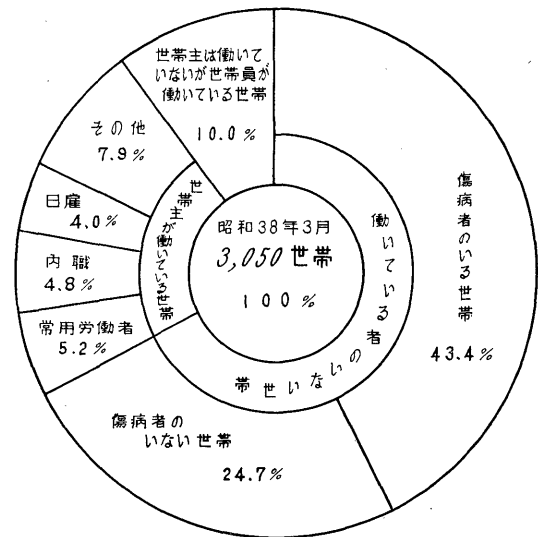 世帯主は働いて
いないが世帯員が
働いている世帯
10.0%
その他
7.9%
日雇
4.0%
内職
4.8%
常用労働者
5.2%
世帯主が働いている世帯
昭和38年3月
3,050世帯
100%
働いている者のいない世帯
傷病者のいる世帯
43.4%
傷病者の
いない世帯
24.7%